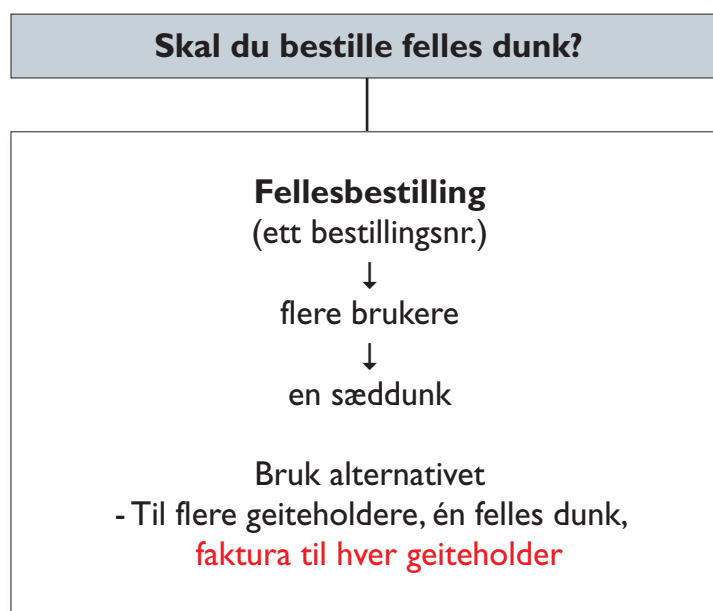 Skal du bestille felles dunk?
Fellesbestilling
(ett bestillingsnr.)
↓
flere brukere
↓
en sæddunk
Bruk alternativet
- Til flere geiteholdere, én felles dunk,
faktura til hver geiteholder